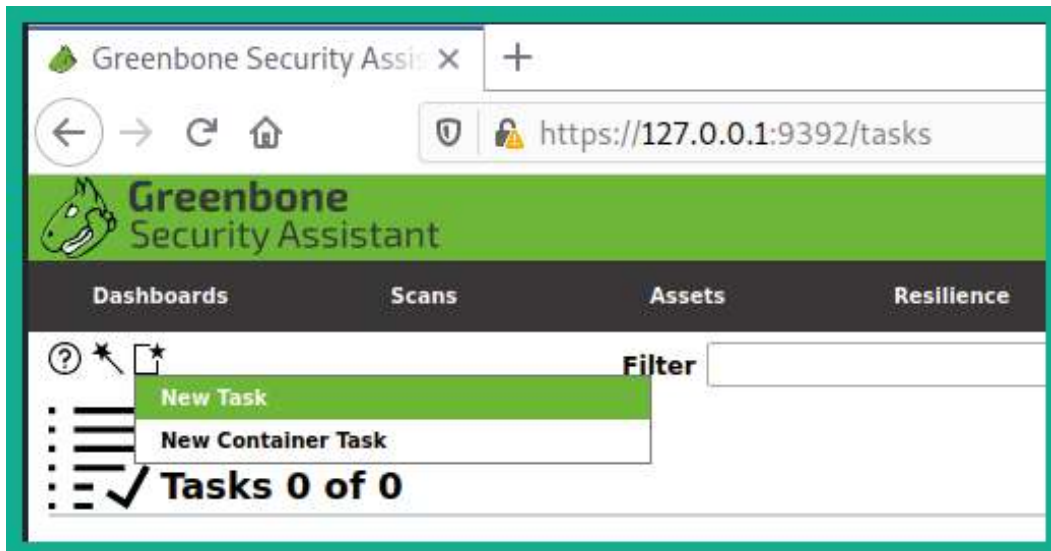 Greenbone Security Assis
https://127.0.0.1:9392/tasks
Greenbone
Security Assistant
Dashboards Scans Assets Resilience
Filter
New Task
New Container Task
Tasks 0 of 0